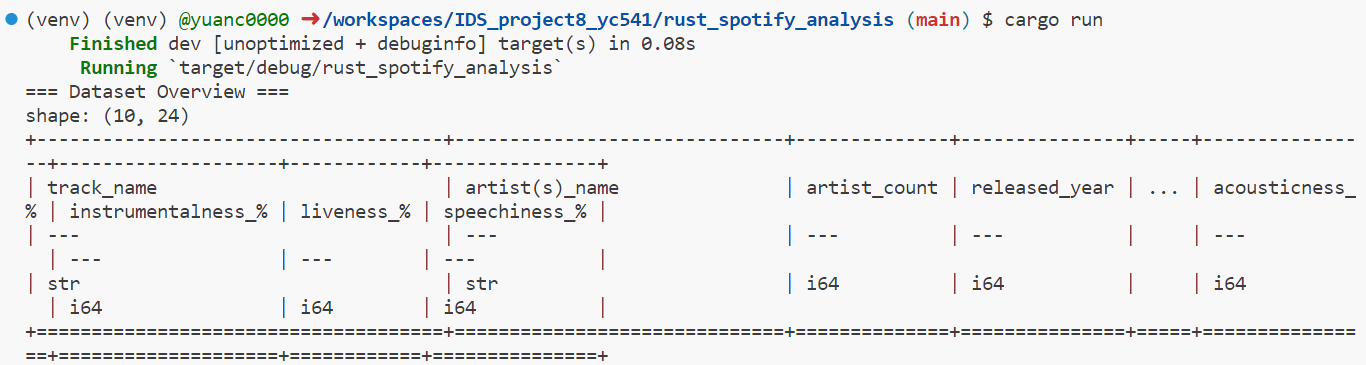 (venv) (venv) @yuanc0000 ➜/workspaces/IDS_project8_yc541/rust_spotify_analysis (main) $ cargo run
    Finished dev [unoptimized + debuginfo] target(s) in 0.08s
     Running `target/debug/rust_spotify_analysis`
=== Dataset Overview ===
shape: (10, 24)
+-------------------------------------+------------------------------+--------------+---------------+-----+--------------
--+--------------------+------------+---------------+
| track_name                          | artist(s)_name               | artist_count | released_year | ... | acousticness_
% | instrumentalness_% | liveness_% | speechiness_% |
| ---                                 | ---                          | ---          | ---           |     | ---
  | ---                | ---        | ---           |
| str                                 | str                          | i64          | i64           |     | i64
  | i64                | i64        | i64           |
+=====================================+==============================+==============+===============+=====+==============
==+====================+============+===============+